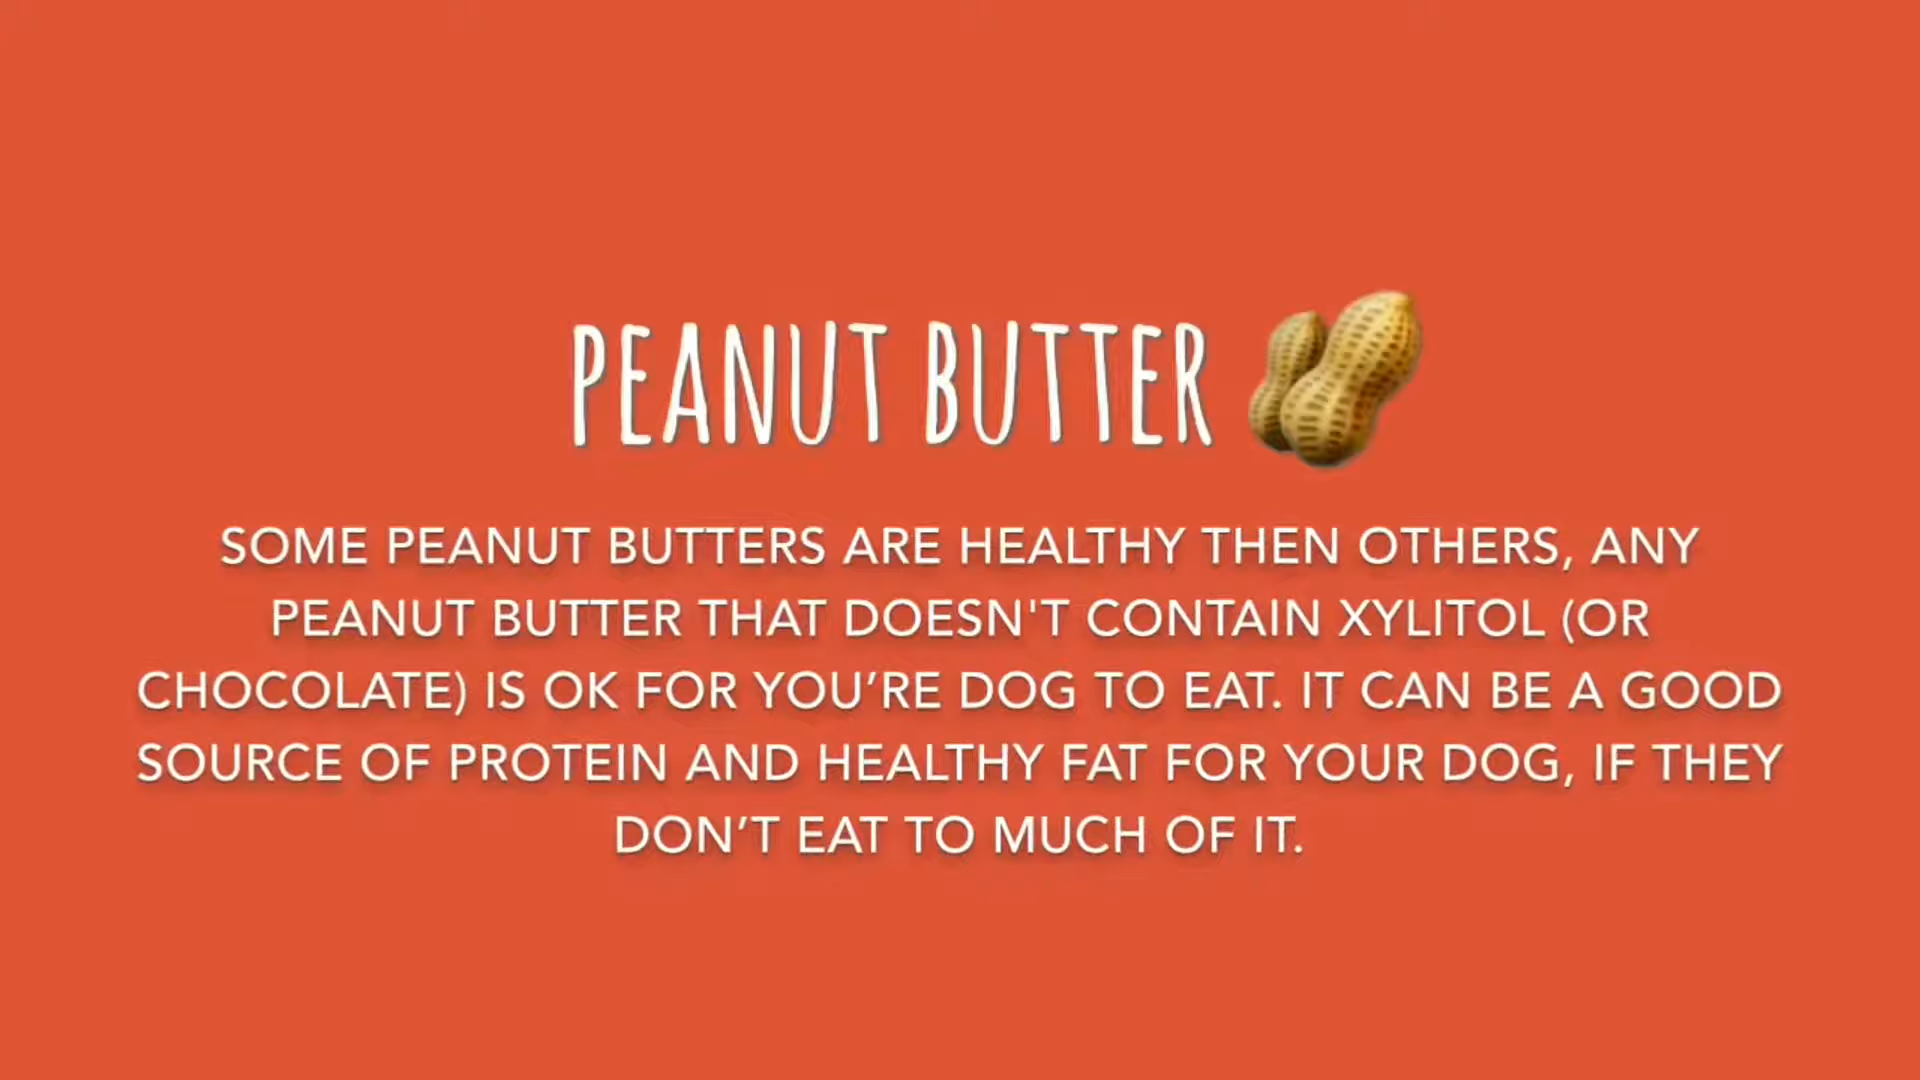 PEANUT BUTTER
SOME PEANUT BUTTERS ARE HEALTHY THEN OTHERS, ANY
PEANUT BUTTER THAT DOESN'T CONTAIN XYLITOL (OR
CHOCOLATE) IS OK FOR YOU’RE DOG TO EAT. IT CAN BE A GOOD
SOURCE OF PROTEIN AND HEALTHY FAT FOR YOUR DOG, IF THEY
DON’T EAT TO MUCH OF IT.